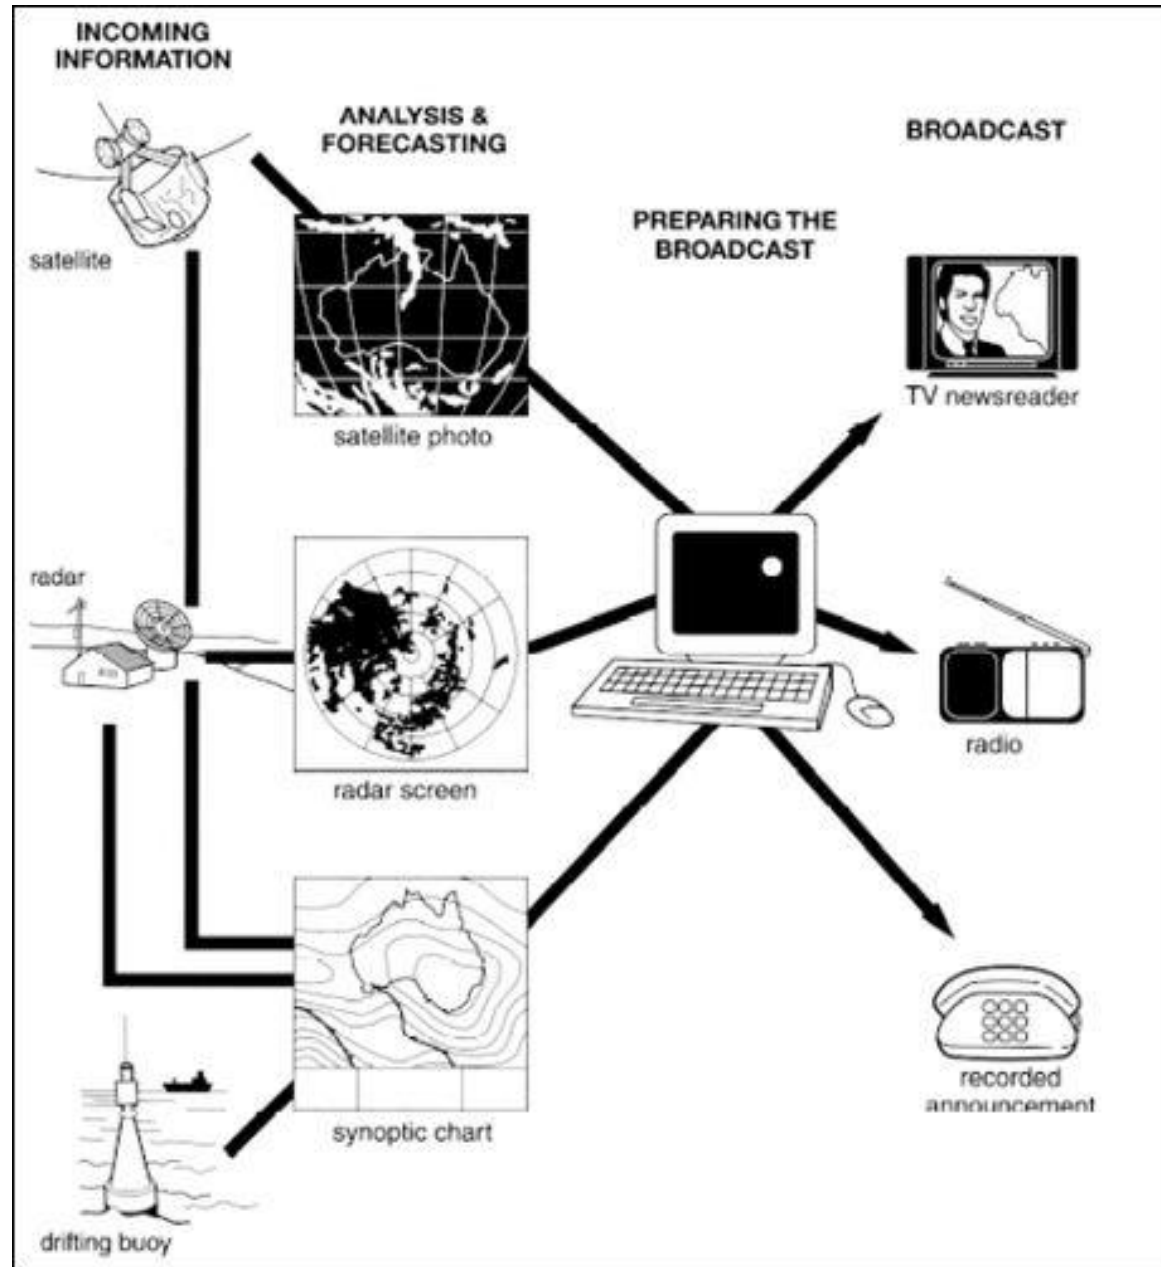 INCOMING
INFORMATION
ANALYSIS &
FORECASTING
BROADCAST
PREPARING THE
BROADCAST
satellite
satellite photo
TV newsreader
radar
radar screen
radio
synoptic chart
recorded
announcement
drifting buoy